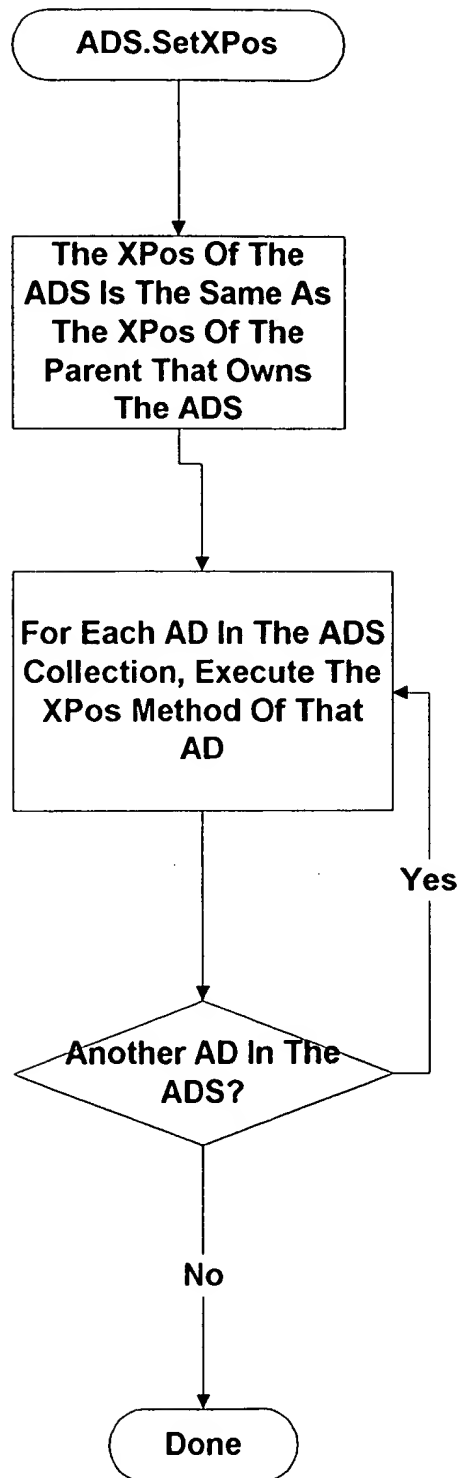 ADS.SetXPos
The XPos Of The
ADS Is The Same As
The XPos Of The
Parent That Owns
The ADS
For Each AD In The ADS
Collection, Execute The
XPos Method Of That
AD
Yes
Another AD In The
ADS?
No
Done